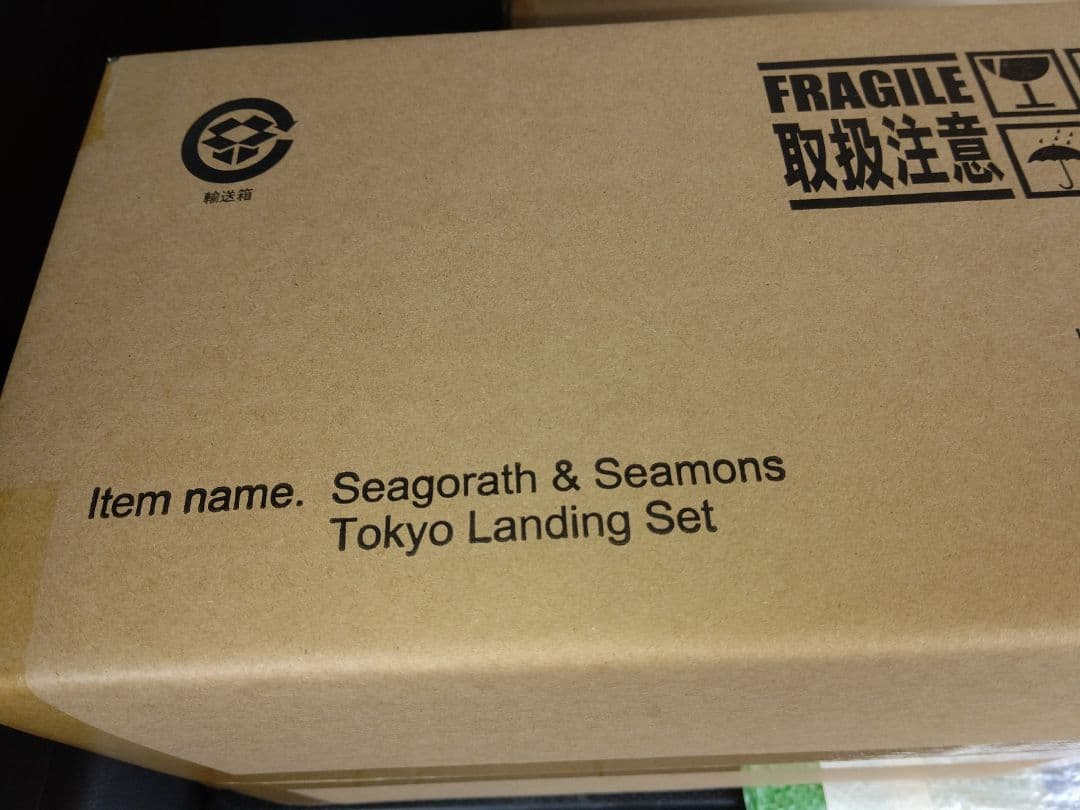 輸送箱
FRAGILE
取扱注意
Item name. Seagorath & Seamons
Tokyo Landing Set